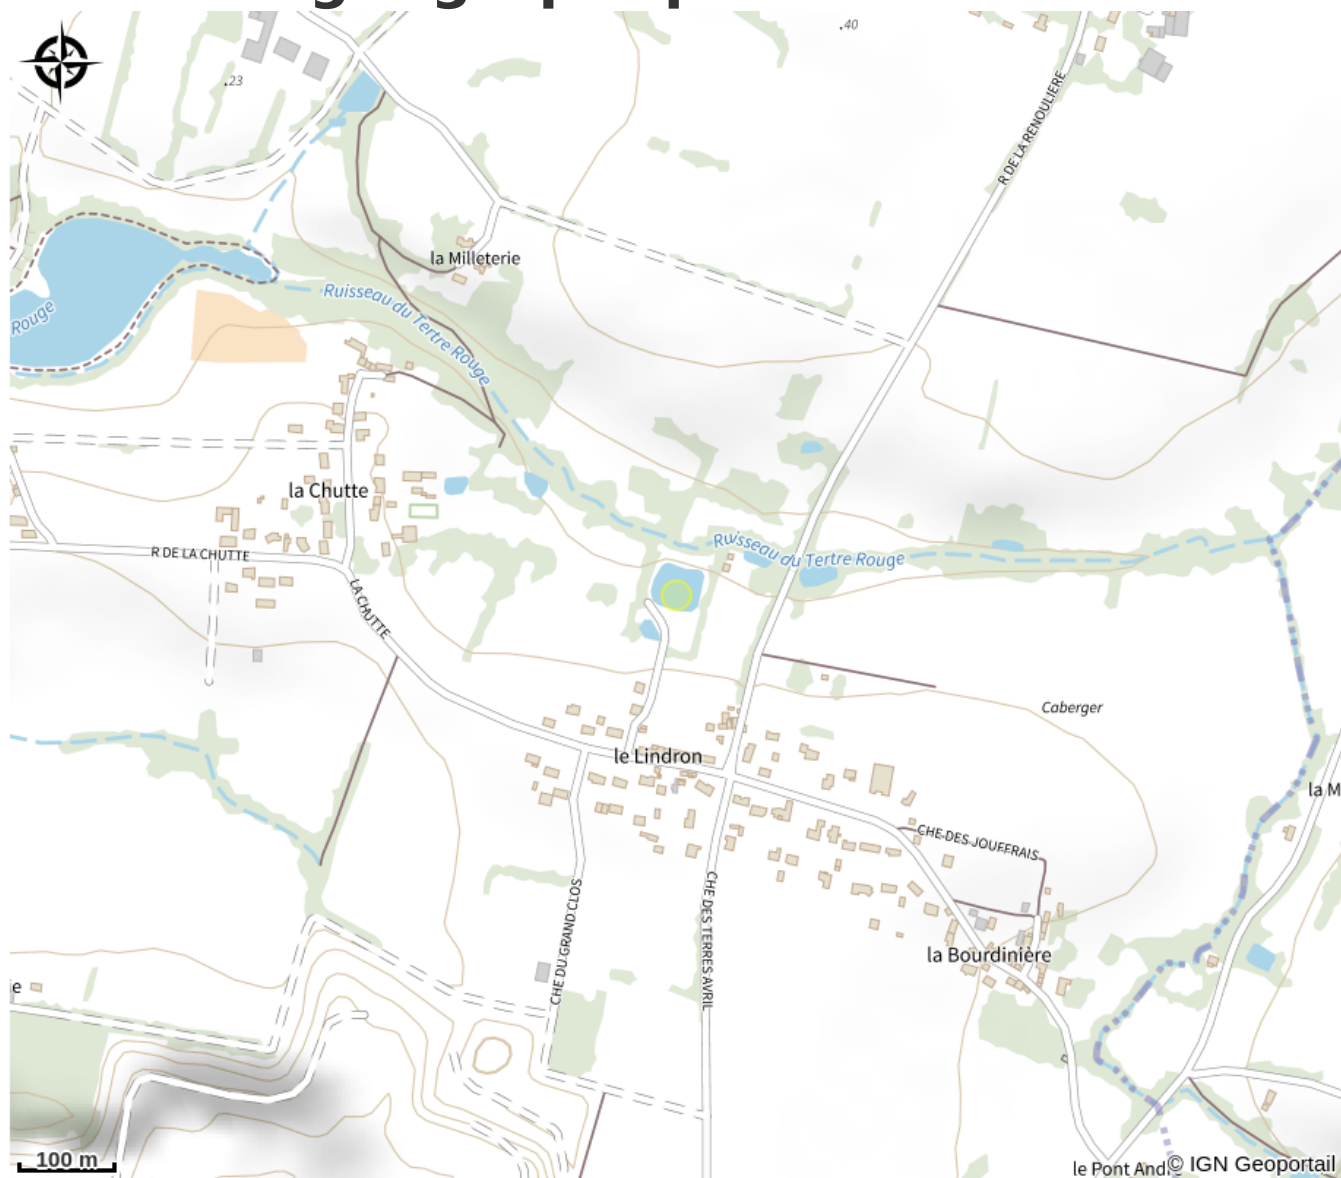 .40
.23
R DE LA RENOULIERE
la Milleterie
Ruisseau du Tertre Rouge
Rouge
la Chutte
R DE LA CHUTTE
Ruisseau du Tertre Rouge
LA CHUTTE
Caberger
le Lindron
la M
CHE DES JOUFFRAIS
CHE DU GRAND CLOS
CHE DES TERRES AVRIL
la Bourdinière
e
100 m
le Pont And
© IGN Geoportail